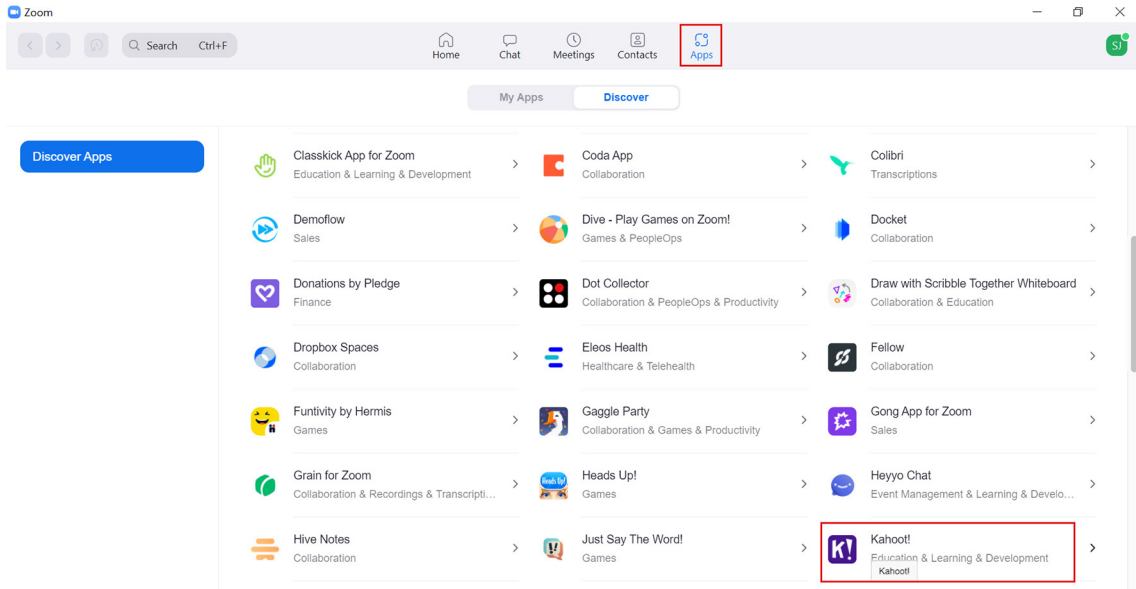 Zoom
Search Ctrl+F
Home
Chat
Meetings
Contacts
Apps
SJ
My Apps
Discover
Discover Apps
Classkick App for Zoom
Education & Learning & Development
Coda App
Collaboration
Colibri
Transcriptions
Demoflow
Sales
Dive - Play Games on Zoom!
Games & PeopleOps
Docket
Collaboration
Donations by Pledge
Finance
Dot Collector
Collaboration & PeopleOps & Productivity
Draw with Scribble Together Whiteboard
Collaboration & Education
Dropbox Spaces
Collaboration
Eleos Health
Healthcare & Telehealth
Fellow
Collaboration
Funtivity by Hermis
Games
H
Gaggle Party
Collaboration & Games & Productivity
Gong App for Zoom
Sales
Grain for Zoom
Collaboration & Recordings & Transcripti...
Heads Up!
Heads Up!
Games
Heyyo Chat
Event Management & Learning & Develo...
Hive Notes
Collaboration
Just Say The Word!
Games
K!
Kahoot!
Education & Learning & Development
Kahoot!